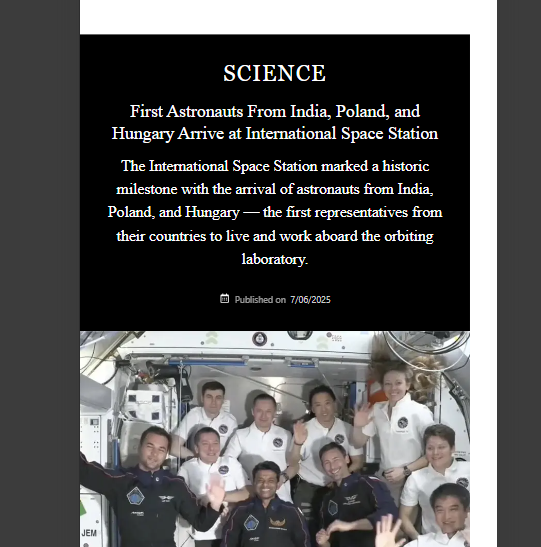 SCIENCE
First Astronauts From India, Poland, and
Hungary Arrive at International Space Station
The International Space Station marked a historic
milestone with the arrival of astronauts from India,
Poland, and Hungary — the first representatives from
their countries to live and work aboard the orbiting
laboratory.
Published on 7/06/2025
JEM